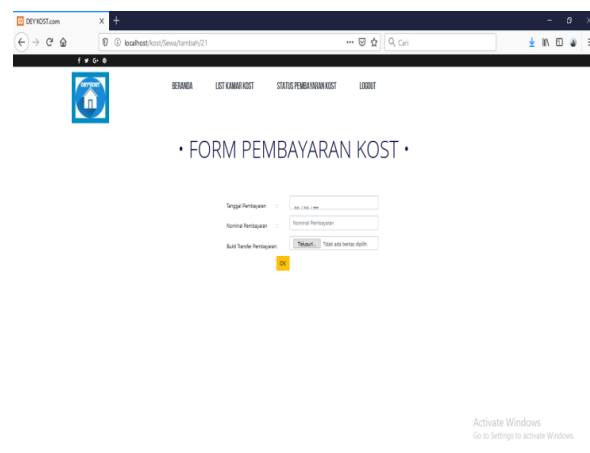 DEY KOST.com
localhost/kost/Sewa/tambah/21
Cari
BERANDA LIST KAMAR KOST STATUS PEMBAYARAN KOST LOGOUT
• FORM PEMBAYARAN KOST •
Tanggal Pembayaran :
Nominal Pembayaran : Nominal Pembayaran
Bukti Transfer Pembayaran: Telusuri... Tidak ada berkas dipilih.
OK
Activate Windows
Go to Settings to activate Windows.